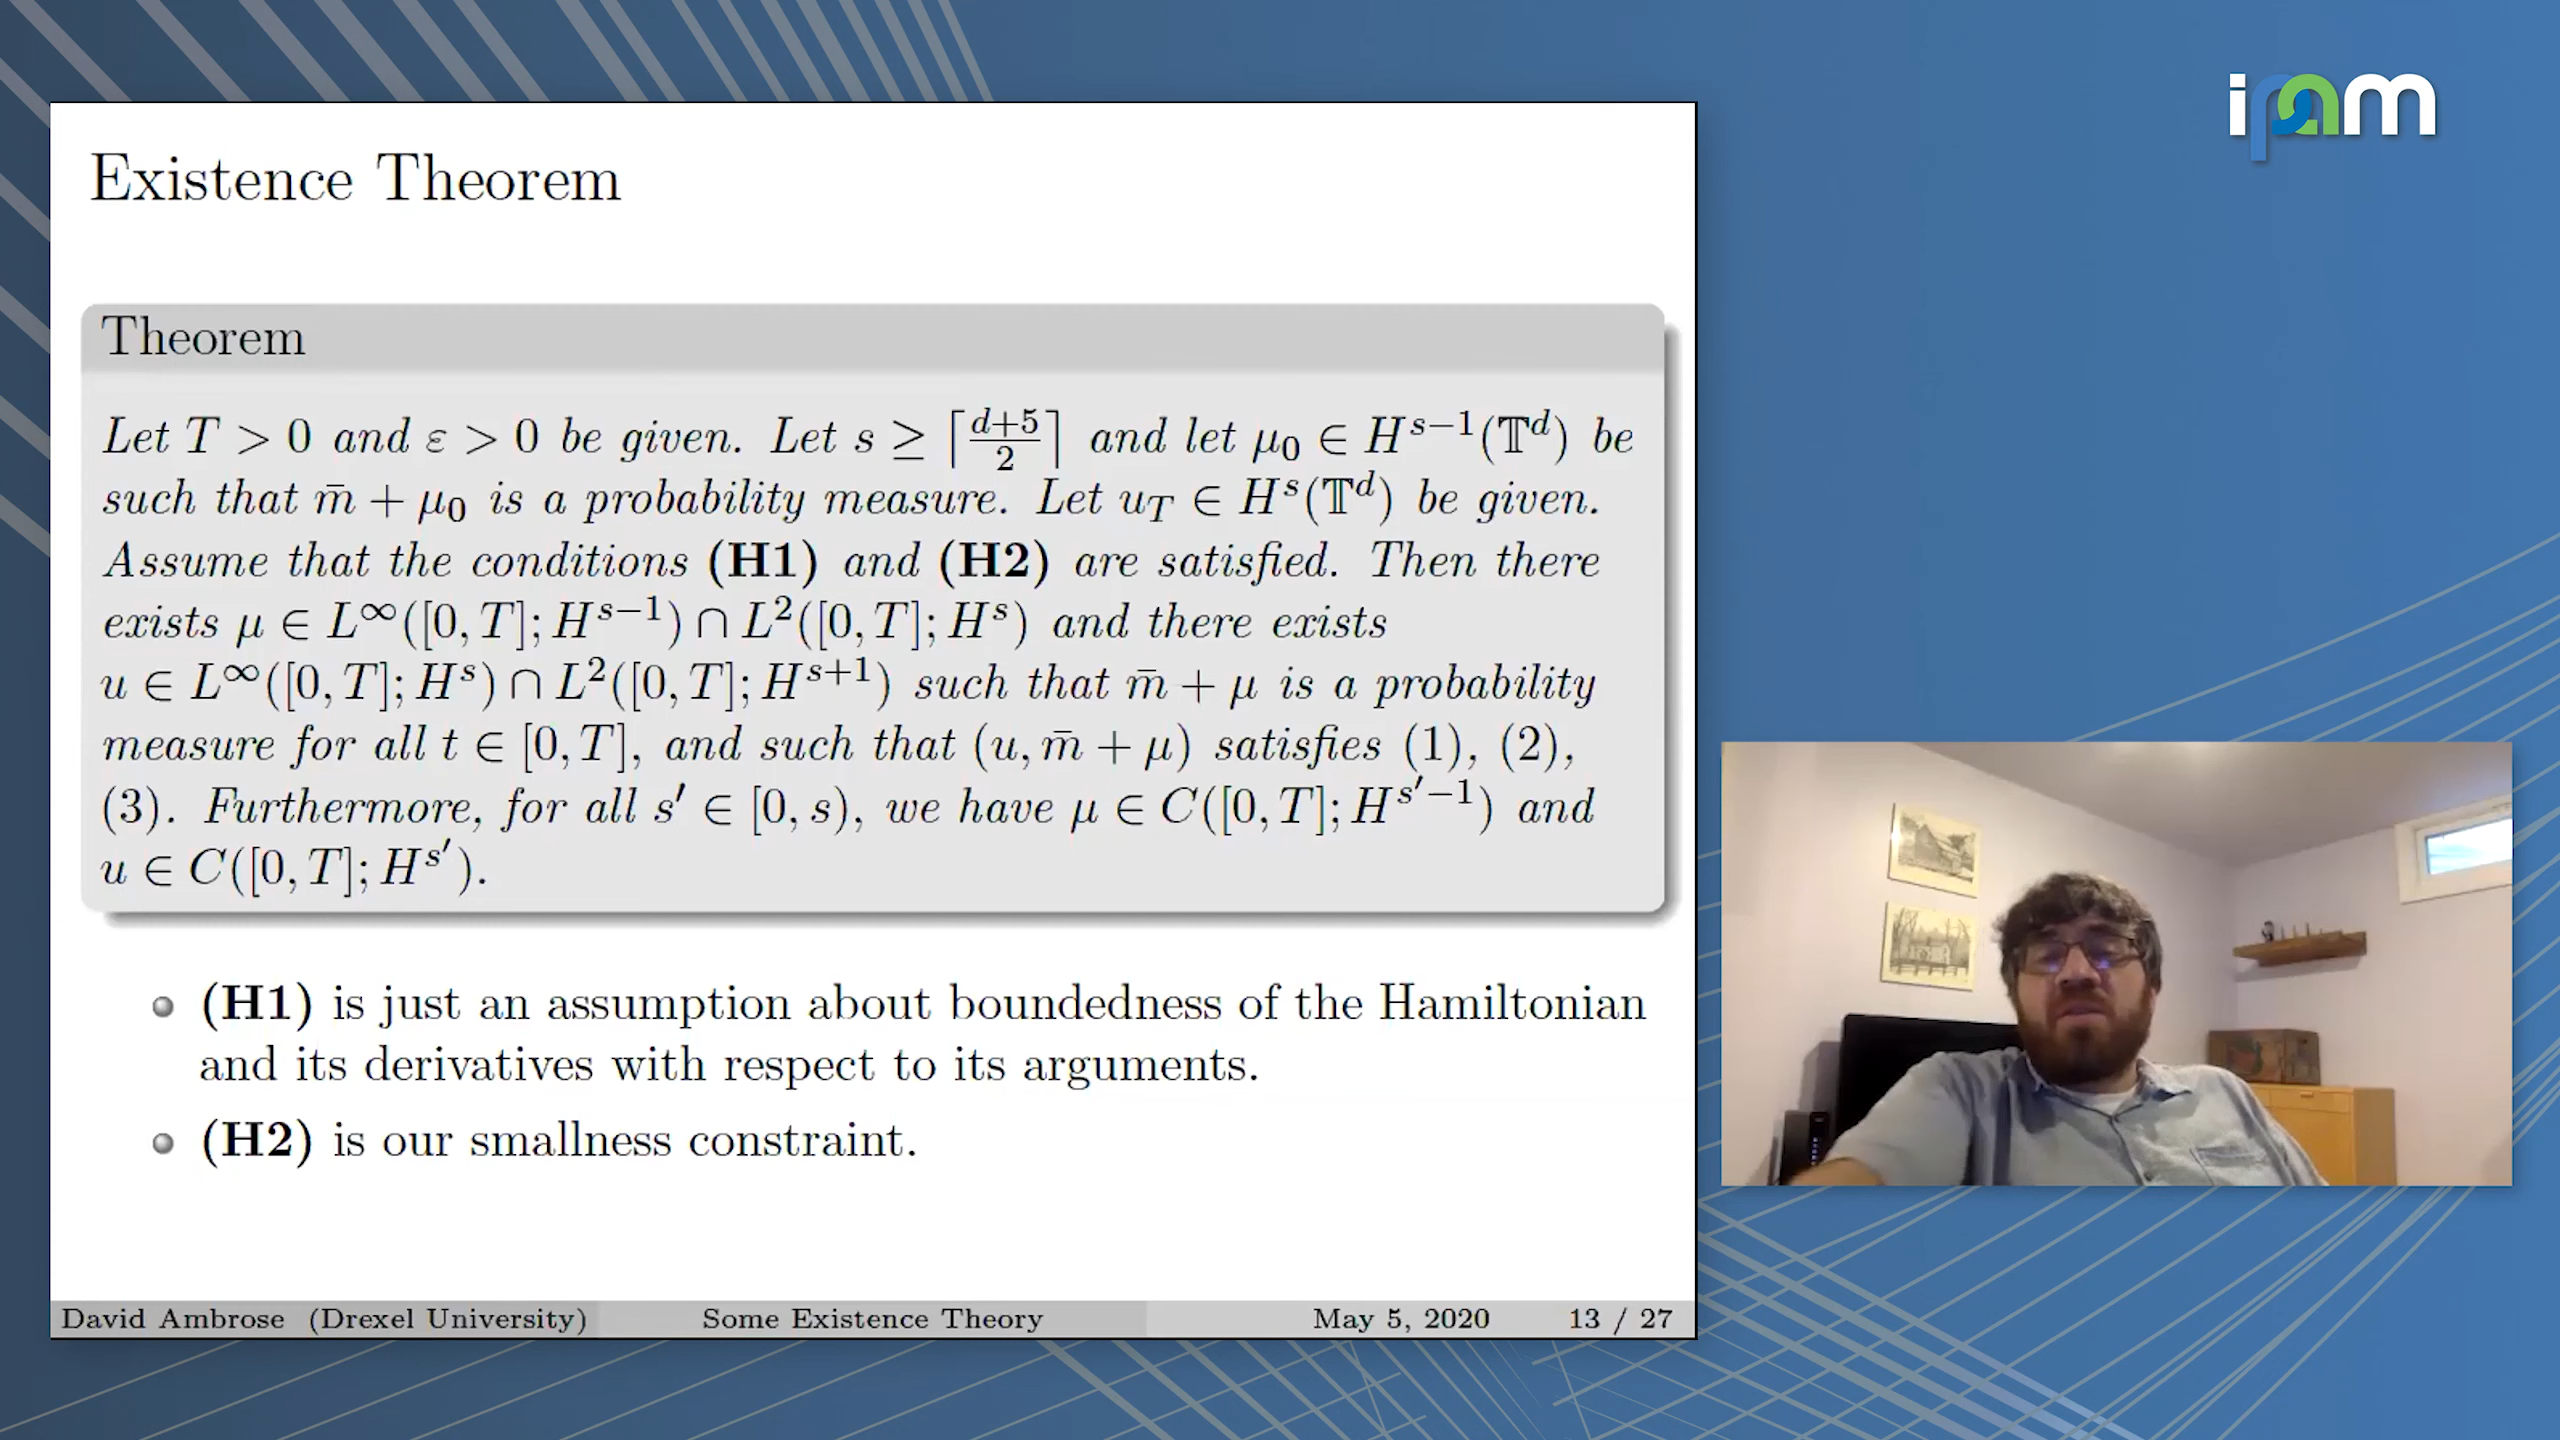 ipam
Existence Theorem
Theorem
Let T > 0 and ε > 0 be given. Let s ≥ ⌈(d+5)/2⌉ and let μ₀ ∈ H^{s−1}(𝕋^d) be
such that m̄ + μ₀ is a probability measure. Let u_T ∈ H^s(𝕋^d) be given.
Assume that the conditions (H1) and (H2) are satisfied. Then there
exists μ ∈ L^∞([0, T]; H^{s−1}) ∩ L²([0, T]; H^s) and there exists
u ∈ L^∞([0, T]; H^s) ∩ L²([0, T]; H^{s+1}) such that m̄ + μ is a probability
measure for all t ∈ [0, T], and such that (u, m̄ + μ) satisfies (1), (2),
(3). Furthermore, for all s′ ∈ [0, s), we have μ ∈ C([0, T]; H^{s′−1}) and
u ∈ C([0, T]; H^{s′}).
(H1) is just an assumption about boundedness of the Hamiltonian
and its derivatives with respect to its arguments.
(H2) is our smallness constraint.
David Ambrose (Drexel University) Some Existence Theory May 5, 2020 13 / 27